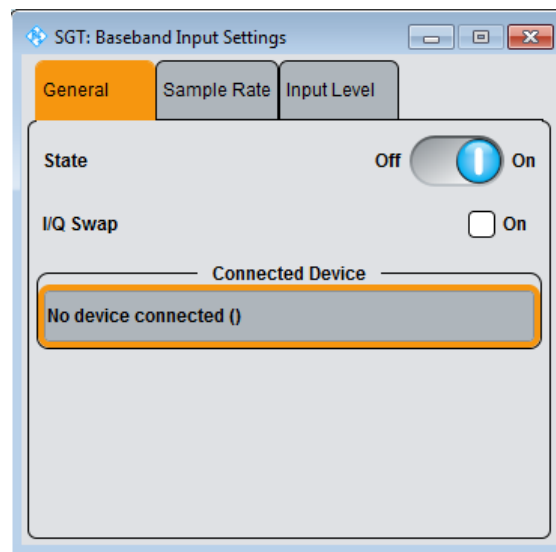 SGT: Baseband Input Settings
General Sample Rate Input Level
State Off On
I/Q Swap On
Connected Device
No device connected ()